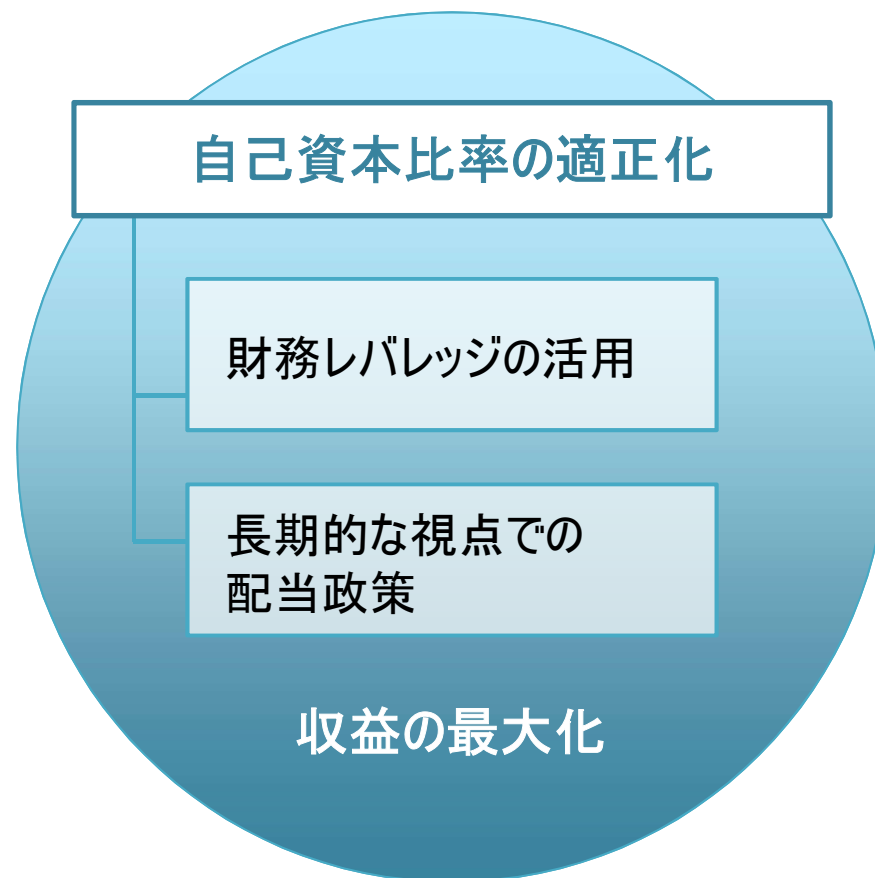 自己資本比率の適正化
財務レバレッジの活用
長期的な視点での
配当政策
収益の最大化